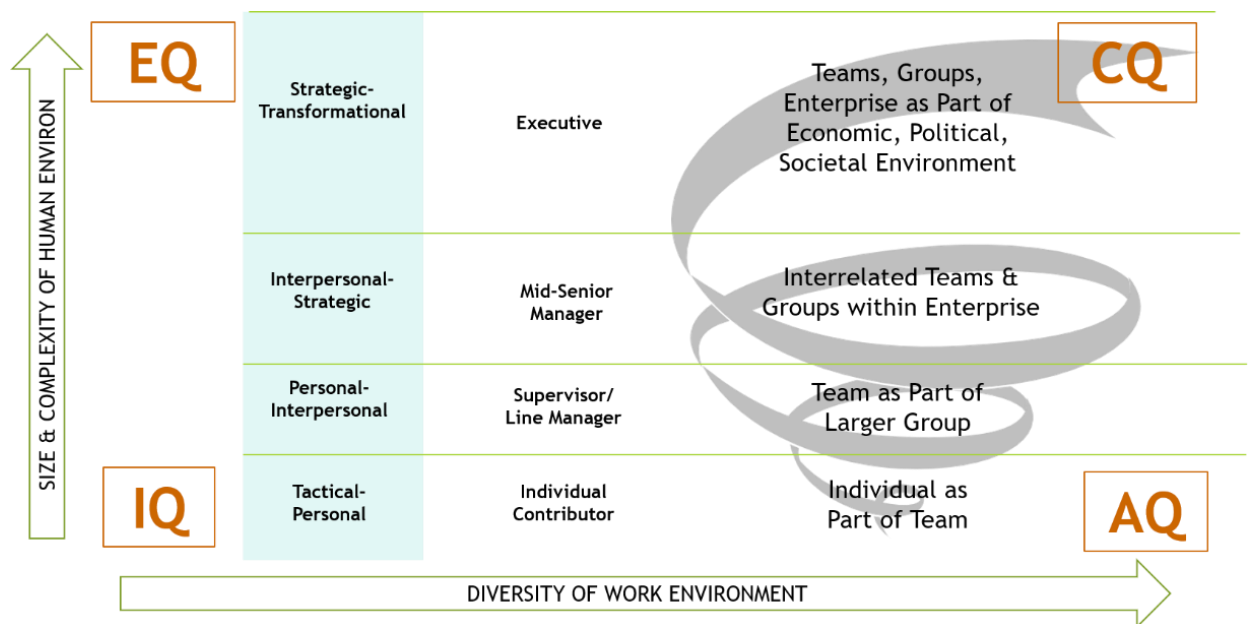 EQ
CQ
Strategic-
Transformational
Executive
Teams, Groups,
Enterprise as Part of
Economic, Political,
Societal Environment
SIZE & COMPLEXITY OF HUMAN ENVIRON
Interpersonal-
Strategic
Mid-Senior
Manager
Interrelated Teams &
Groups within Enterprise
Personal-
Interpersonal
Supervisor/
Line Manager
Team as Part of
Larger Group
IQ
Tactical-
Personal
Individual
Contributor
Individual as
Part of Team
AQ
DIVERSITY OF WORK ENVIRONMENT